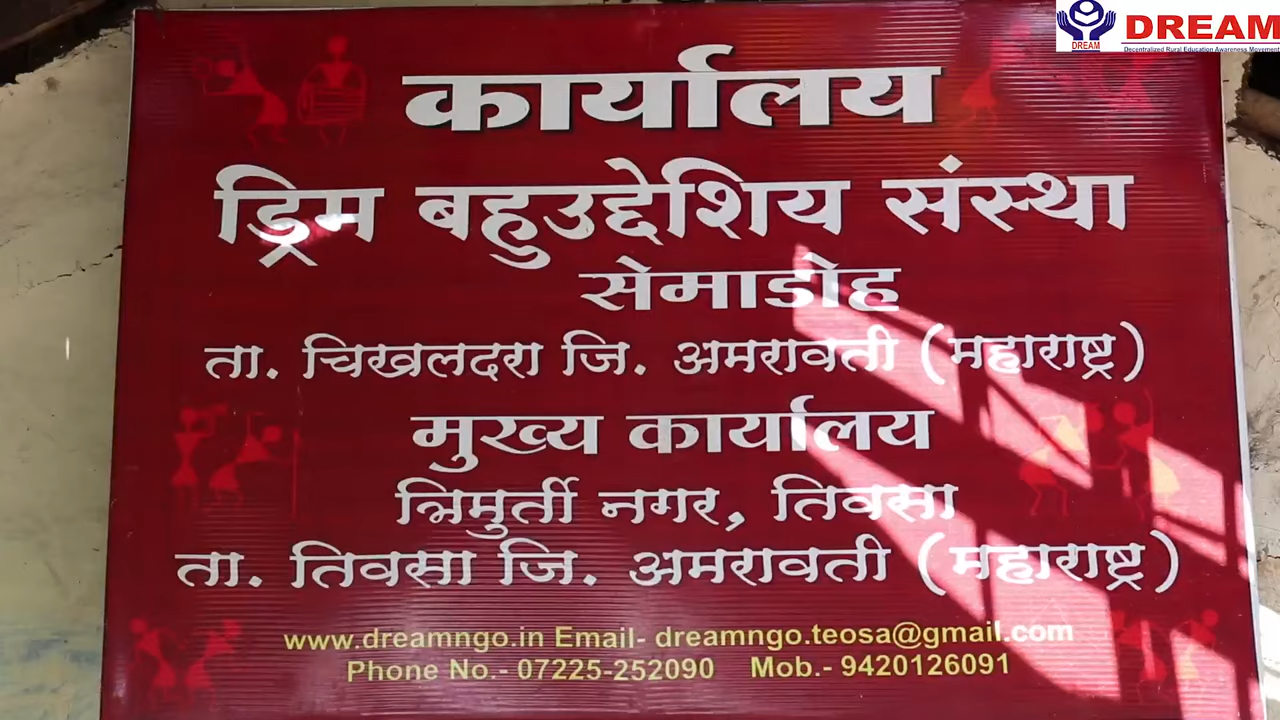 DREAM
DREAM
Decentralized Rural Education Awareness Movement
कार्यालय
ड्रिम बहुउद्देशिय संस्था
सेमाडोह
ता. चिखलदरा जि. अमरावती (महाराष्ट्र)
मुख्य कार्यालय
त्रिमुर्ती नगर, तिवसा
ता. तिवसा जि. अमरावती (महाराष्ट्र)
www.dreamngo.in Email- dreamngo.teosa@gmail.com
Phone No.- 07225-252090 Mob.- 9420126091